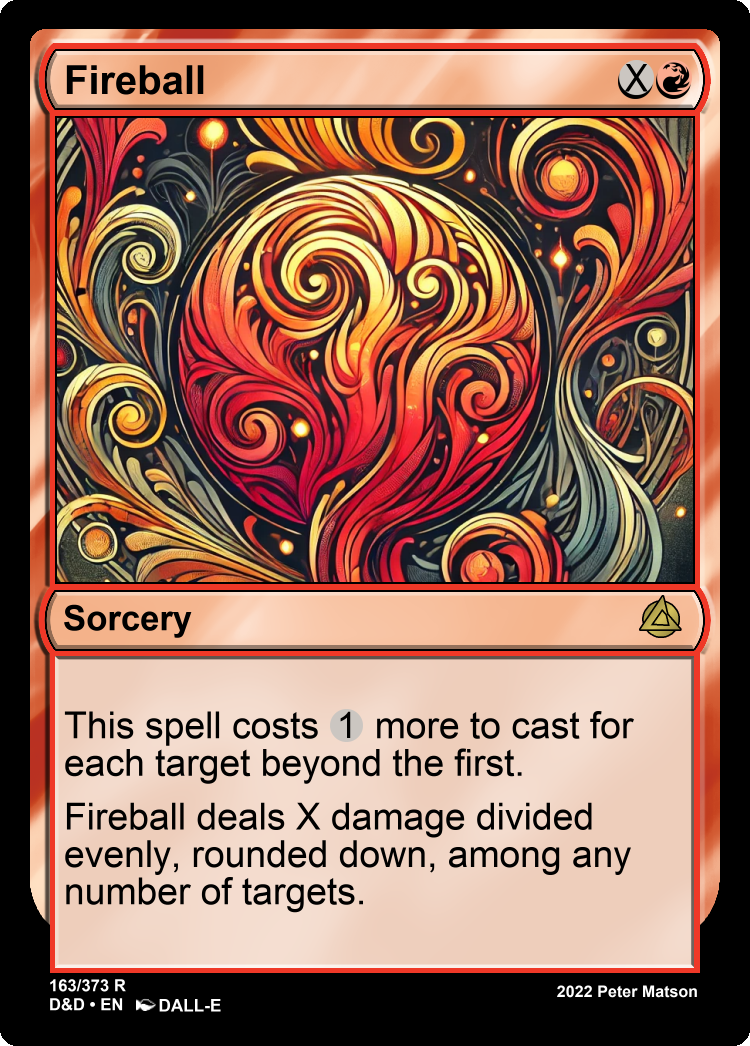 Fireball X
Sorcery
This spell costs 1 more to cast for
each target beyond the first.
Fireball deals X damage divided
evenly, rounded down, among any
number of targets.
163/373 R
D&D • EN DALL-E
2022 Peter Matson